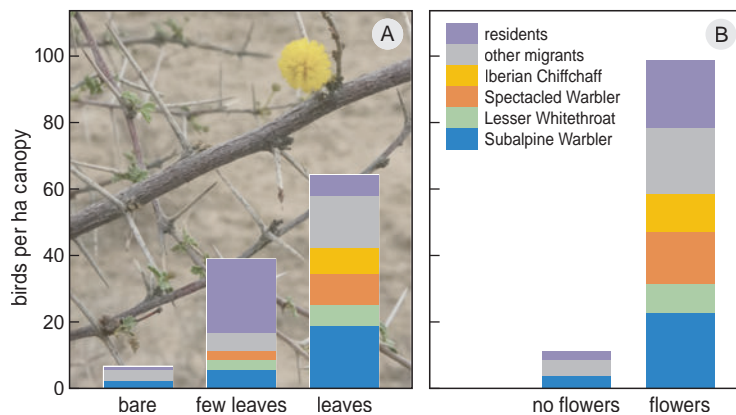 A
B
birds per ha canopy
100
80
60
40
20
0
bare
few leaves
leaves
residents
other migrants
Iberian Chiffchaff
Spectacled Warbler
Lesser Whitethroat
Subalpine Warbler
no flowers
flowers